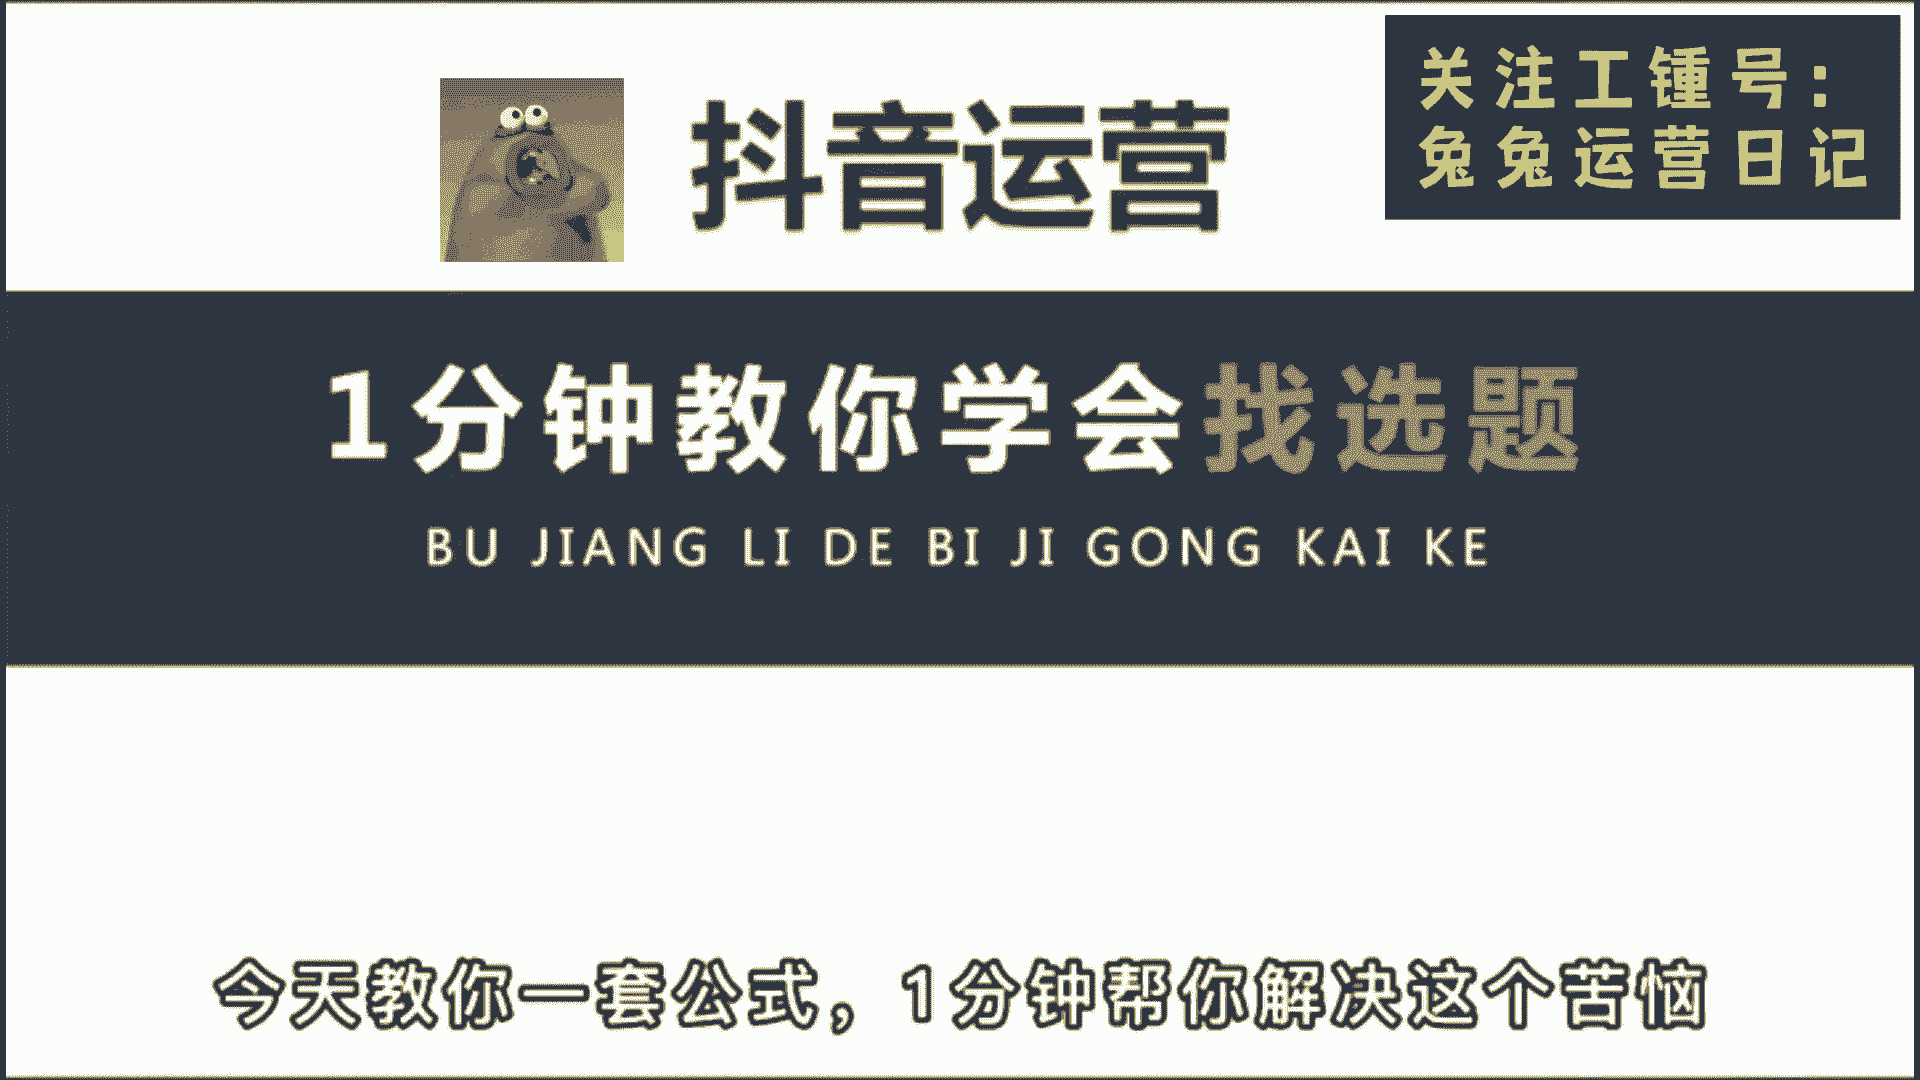 抖音运营
关注工锺号：
兔兔运营日记
1分钟教你学会找选题
BU JIANG LI DE BI JI GONG KAI KE
今天教你一套公式，1分钟帮你解决这个苦恼